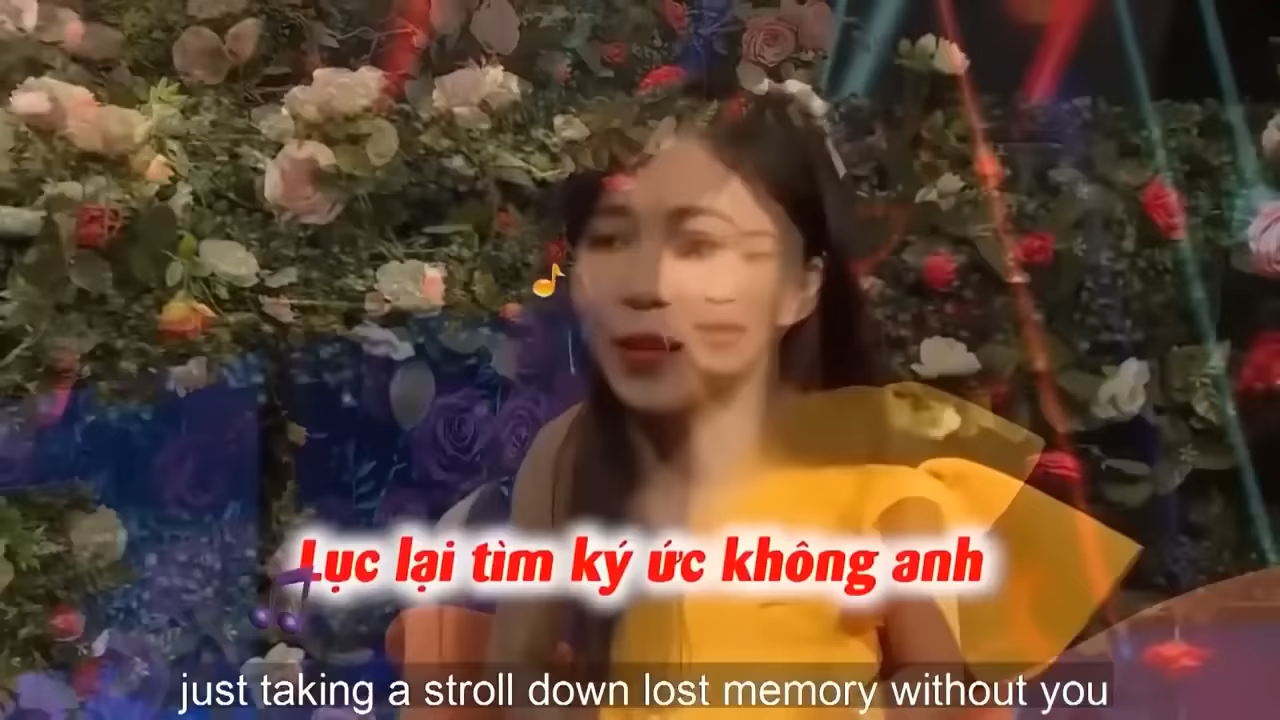 Lục lại tìm ký ức không anh
just taking a stroll down lost memory without you